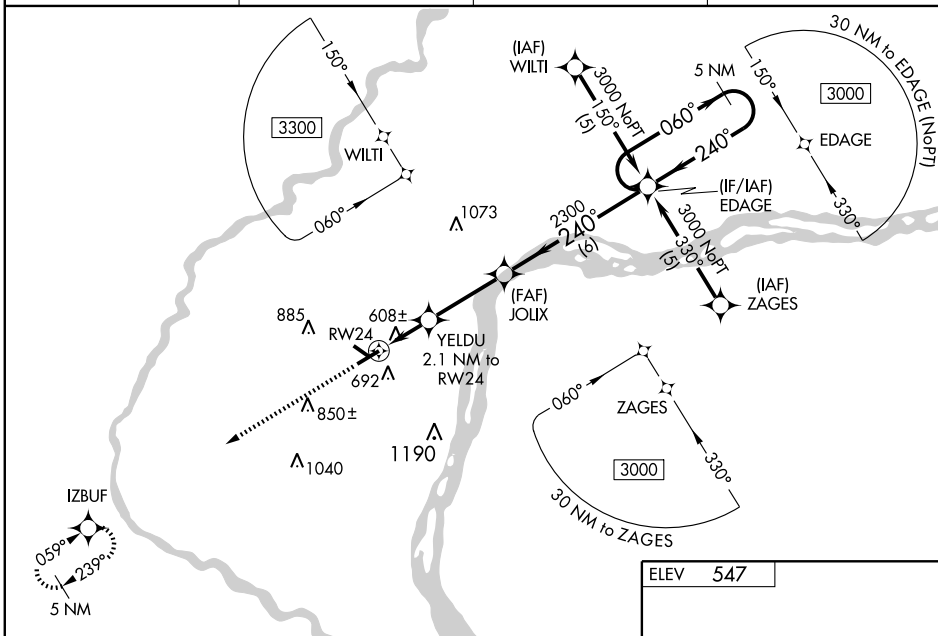 30 NM to EDAGE (NoPT)
150°
3300
WILTI
060°
(IAF)
WILTI
3000 NoPT
150°
(5)
5 NM
060°
240°
150°
3000
EDAGE
330°
(IF/IAF)
EDAGE
2300
240°
(6)
3000 NoPT
330°
(5)
(IAF)
ZAGES
1073
(FAF)
JOLIX
885
608±
RW24
YELDU
2.1 NM to
RW24
692
850±
1190
1040
060°
ZAGES
3000
330°
30 NM to ZAGES
IZBUF
059°
239°
5 NM
ELEV 547